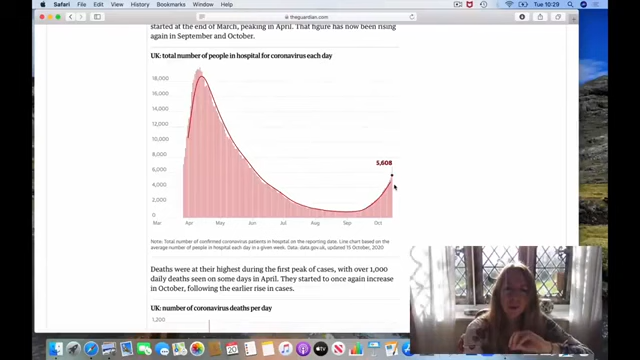 Safari File Edit View History Bookmarks Window Help
Tue 10:29
theguardian.com
started at the end of March, peaking in April. That figure has now been rising
again in September and October.
UK: total number of people in hospital for coronavirus each day
18,000
16,000
14,000
12,000
10,000
8,000
6,000
4,000
2,000
0
5,608
Mar Apr May Jun Jul Aug Sep Oct
Note: Total number of confirmed coronavirus patients in hospital on the reporting date. Line chart based on the
average number of people in hospital each day in a given week. Data: data.gov.uk, updated 15 October, 2020
Deaths were at their highest during the first peak of cases, with over 1,000
daily deaths seen on some days in April. They started to once again increase
in October, following the earlier rise in cases.
UK: number of coronavirus deaths per day
1,200
20
tv